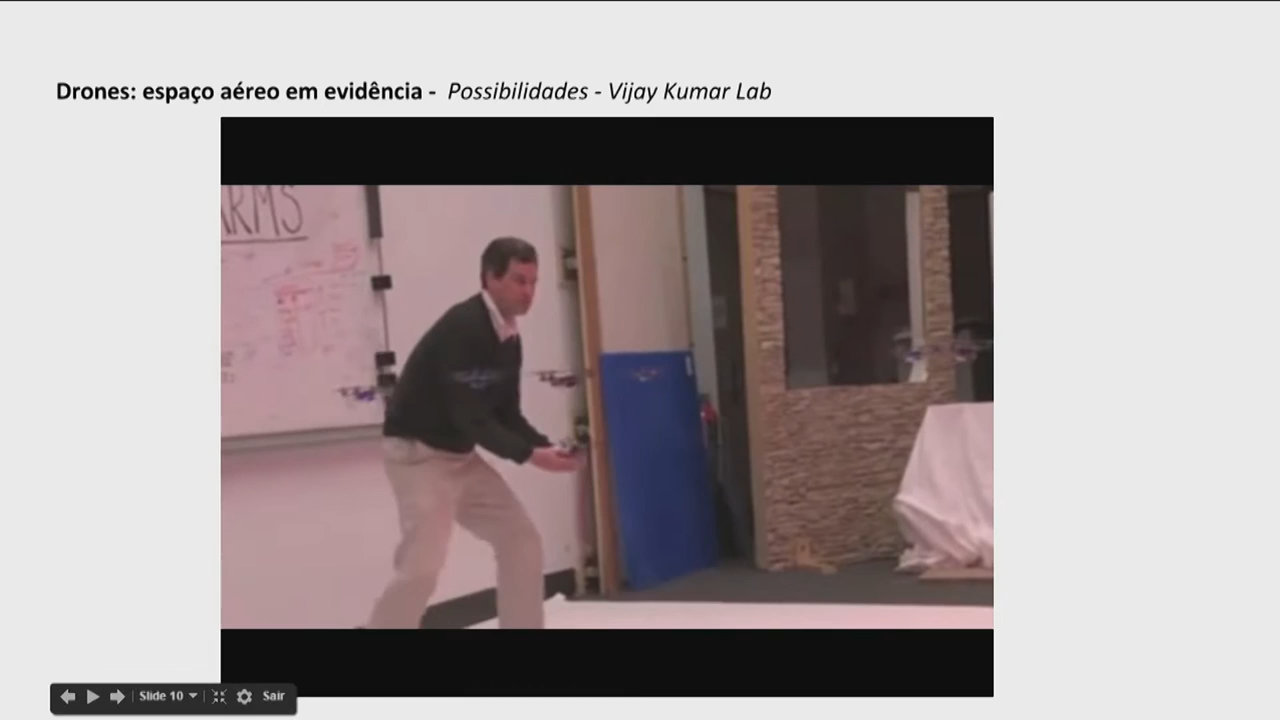 Drones: espaço aéreo em evidência - Possibilidades - Vijay Kumar Lab
ARMS
Slide 10
Sair